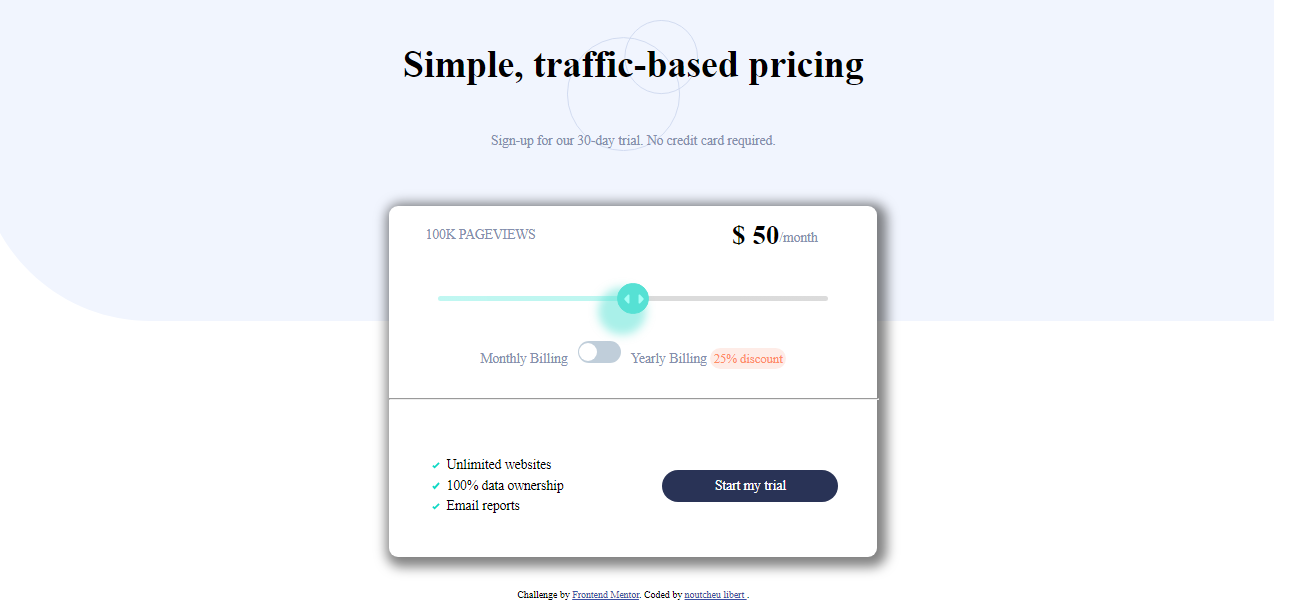 Simple, traffic-based pricing
Sign-up for our 30-day trial. No credit card required.
100K PAGEVIEWS $ 50/month
Monthly Billing Yearly Billing 25% discount
Unlimited websites
100% data ownership
Email reports
Start my trial
Challenge by Frontend Mentor. Coded by noutcheu libert .